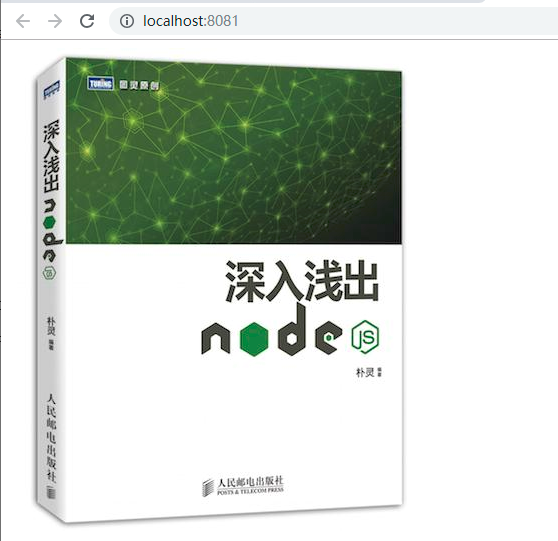 localhost:8081
TURING 图灵原创
深入浅出
node JS
朴灵 编著
人民邮电出版社
POSTS & TELECOM PRESS
深入浅出 node JS
朴灵 编著
人民邮电出版社